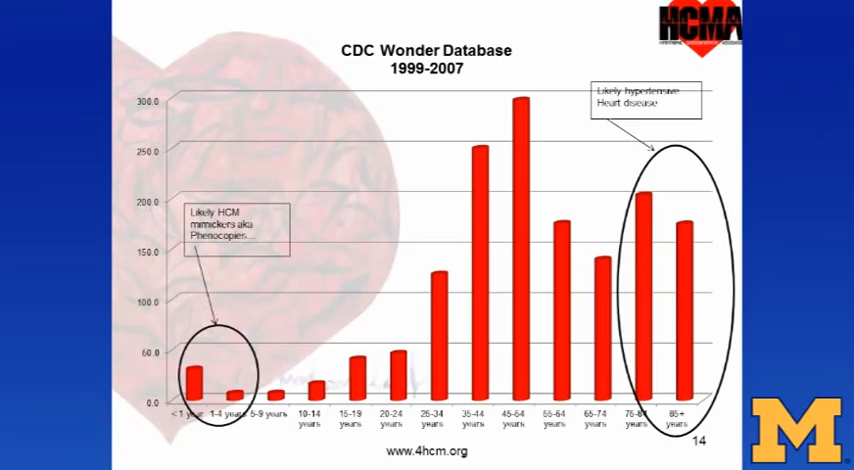 HCMA
CDC Wonder Database
1999-2007
Likely hypertensive
Heart disease
Likely HCM
mimickers aka
Phenocopies...
300.0
250.0
200.0
150.0
100.0
50.0
0.0
< 1 year 1-4 years 5-9 years 10-14 years 15-19 years 20-24 years 25-34 years 35-44 years 45-54 years 55-64 years 65-74 years 75-84 years 85+ years
14
www.4hcm.org
M